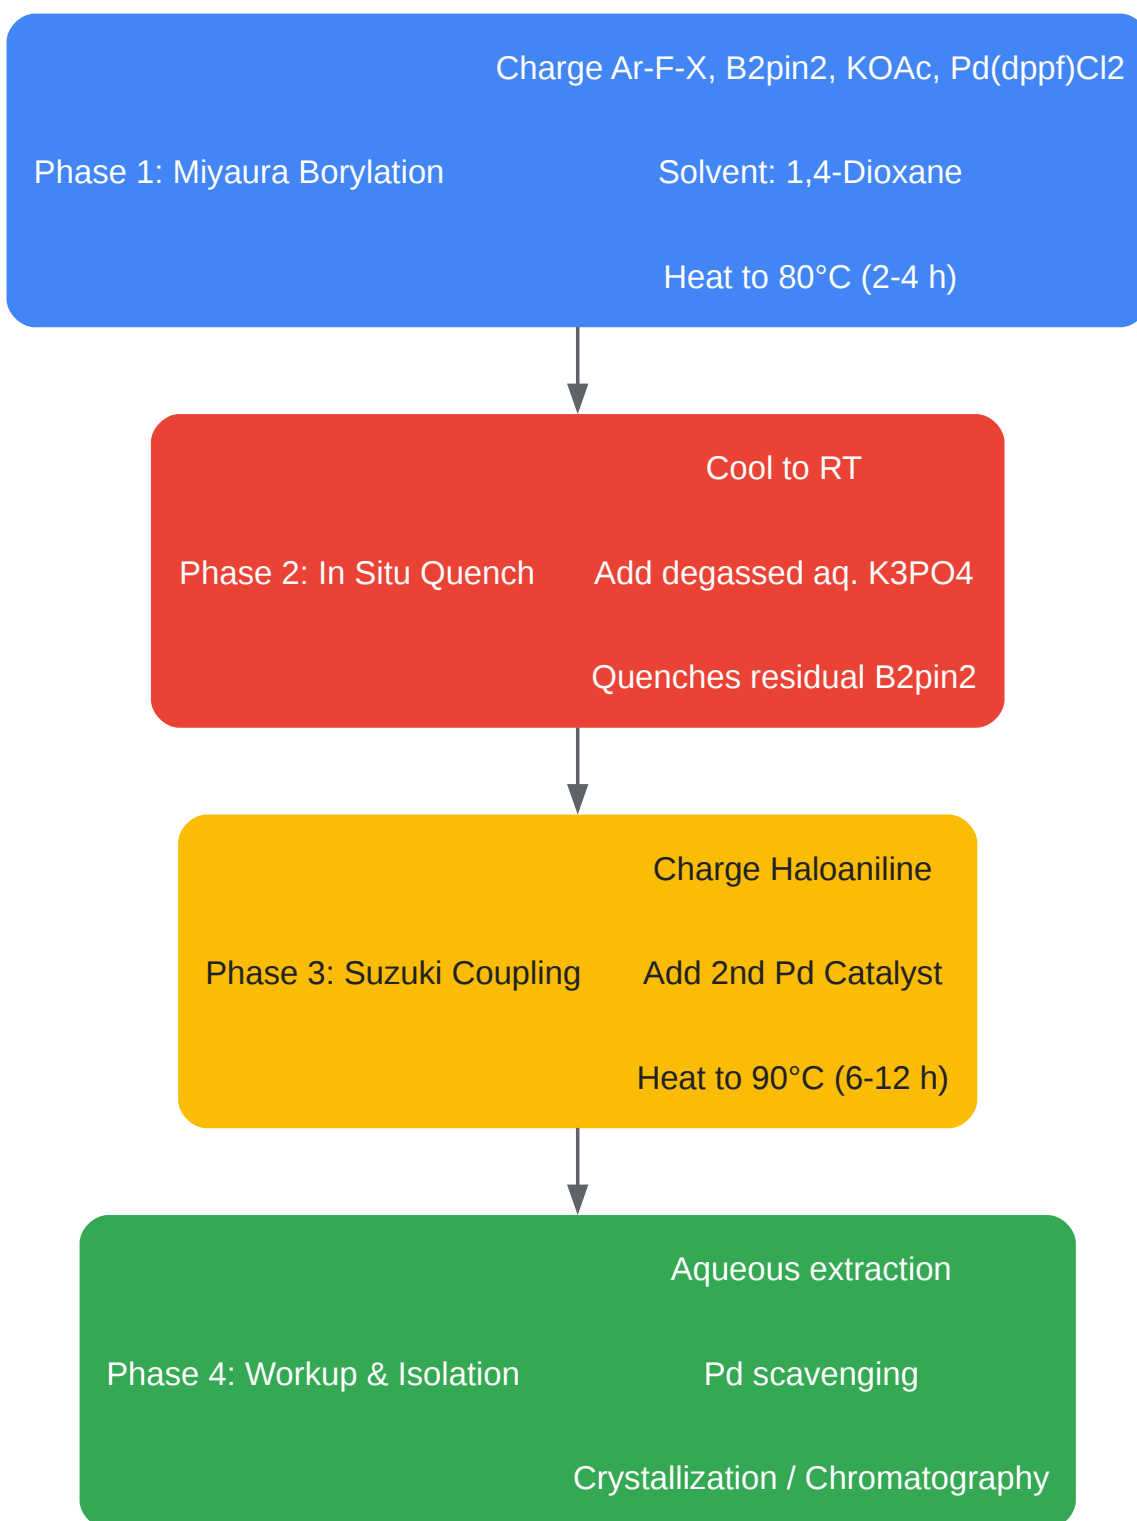 Phase 1: Miyaura Borylation
Charge Ar-F-X, B2pin2, KOAc, Pd(dppf)Cl2
Solvent: 1,4-Dioxane
Heat to 80°C (2-4 h)
Phase 2: In Situ Quench
Cool to RT
Add degassed aq. K3PO4
Quenches residual B2pin2
Phase 3: Suzuki Coupling
Charge Haloaniline
Add 2nd Pd Catalyst
Heat to 90°C (6-12 h)
Phase 4: Workup & Isolation
Aqueous extraction
Pd scavenging
Crystallization / Chromatography